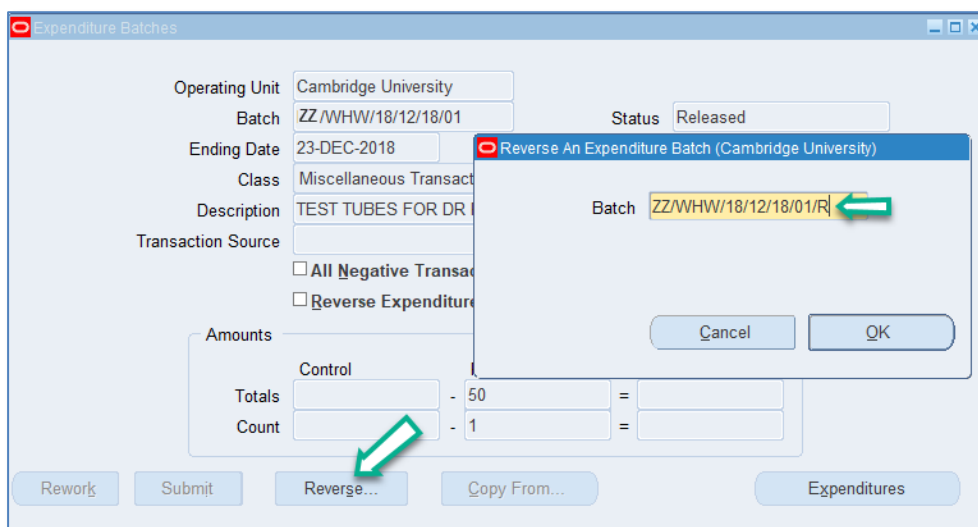 Expenditure Batches
Operating Unit Cambridge University
Batch ZZ/WHW/18/12/18/01 Status Released
Ending Date 23-DEC-2018
Reverse An Expenditure Batch (Cambridge University)
Class Miscellaneous Transact
Batch ZZ/WHW/18/12/18/01/R
Description TEST TUBES FOR DR
Transaction Source
All Negative Transac
Reverse Expenditure
Cancel OK
Amounts
Control
Totals - 50 =
Count - 1 =
Rework Submit Reverse... Copy From... Expenditures